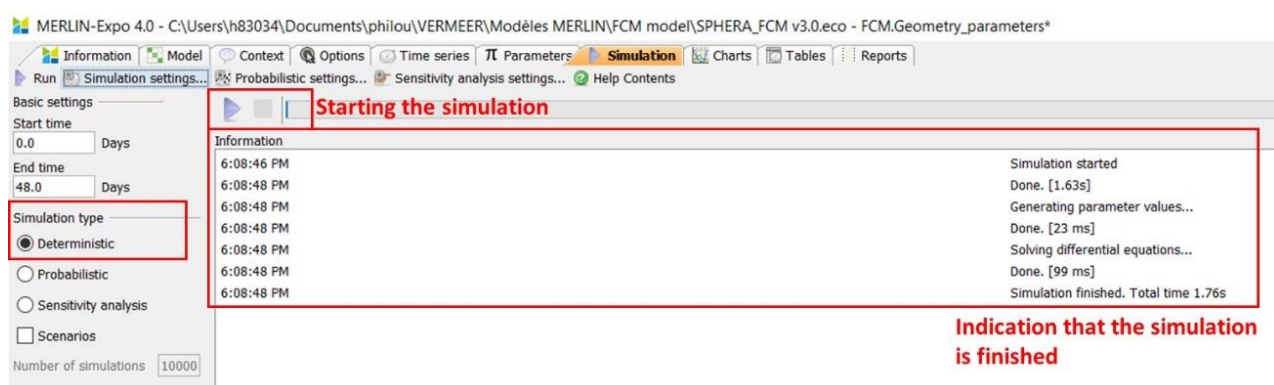 MERLIN-Expo 4.0 - C:\Users\h83034\Documents\philou\VERMEER\Modèles MERLIN\FCM model\SPHERA_FCM v3.0.eco - FCM.Geometry_parameters*
Information Model Context Options Time series π Parameters Simulation Charts Tables Reports
Run Simulation settings... Probabilistic settings... Sensitivity analysis settings... Help Contents
Basic settings
Starting the simulation
Start time
0.0 Days
Information
End time
6:08:46 PM Simulation started
48.0 Days
6:08:48 PM Done. [1.63s]
6:08:48 PM Generating parameter values...
Simulation type
6:08:48 PM Done. [23 ms]
Deterministic
6:08:48 PM Solving differential equations...
Probabilistic
6:08:48 PM Done. [99 ms]
6:08:48 PM Simulation finished. Total time 1.76s
Sensitivity analysis
Indication that the simulation
is finished
Scenarios
Number of simulations 10000